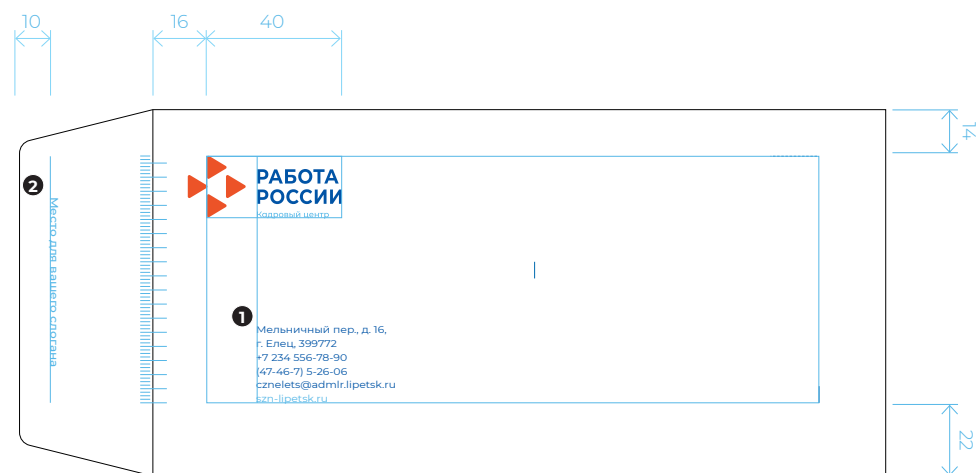 10
16
40
14
2
Место для вашего слогана
РАБОТА
РОССИИ
Кадровый центр
1
Мельничный пер., д. 16,
г. Елец, 399772
+7 234 556-78-90
(47-46-7) 5-26-06
cznelets@admlr.lipetsk.ru
szn-lipetsk.ru
22